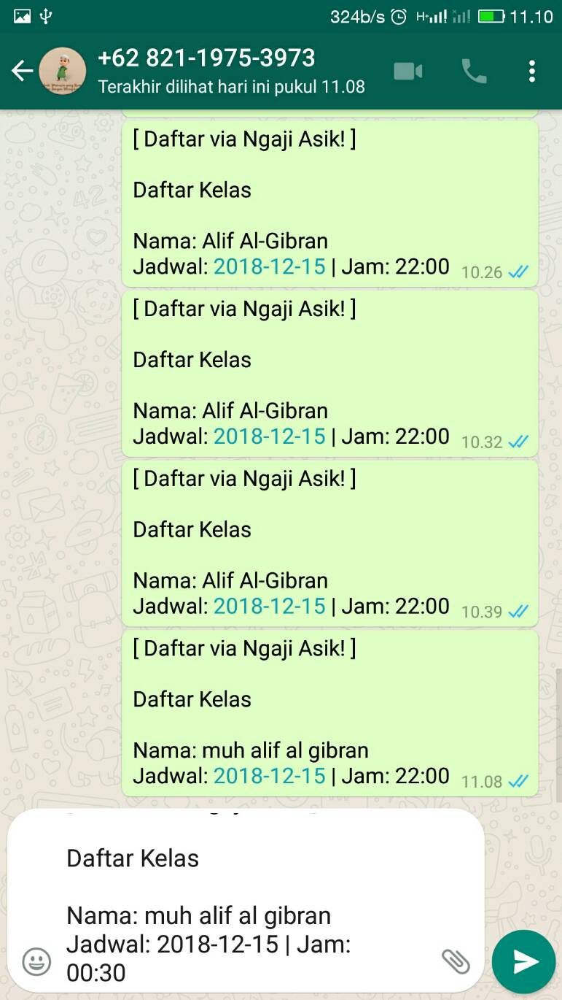 324b/s H+ 11.10
+62 821-1975-3973
Terakhir dilihat hari ini pukul 11.08
[ Daftar via Ngaji Asik! ]
Daftar Kelas
Nama: Alif Al-Gibran
Jadwal: 2018-12-15 | Jam: 22:00 10.26
[ Daftar via Ngaji Asik! ]
Daftar Kelas
Nama: Alif Al-Gibran
Jadwal: 2018-12-15 | Jam: 22:00 10.32
[ Daftar via Ngaji Asik! ]
Daftar Kelas
Nama: Alif Al-Gibran
Jadwal: 2018-12-15 | Jam: 22:00 10.39
[ Daftar via Ngaji Asik! ]
Daftar Kelas
Nama: muh alif al gibran
Jadwal: 2018-12-15 | Jam: 22:00 11.08
Daftar Kelas
Nama: muh alif al gibran
Jadwal: 2018-12-15 | Jam:
00:30